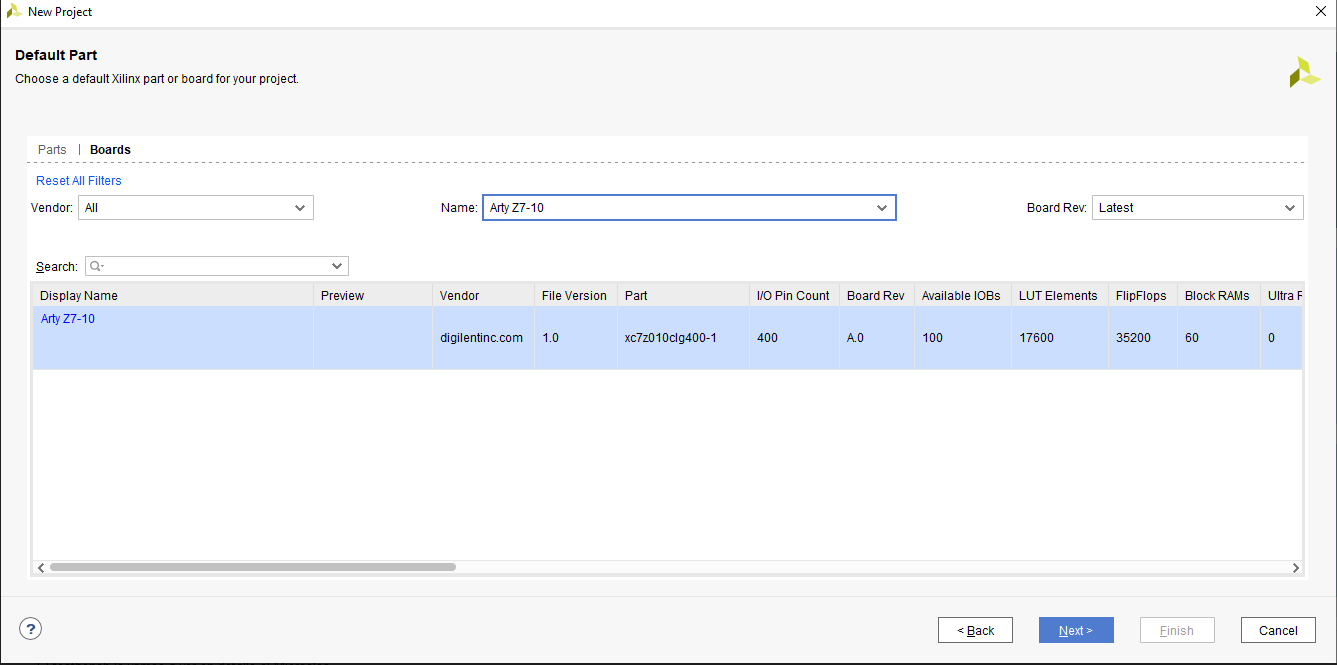 New Project
Default Part
Choose a default Xilinx part or board for your project.
Parts | Boards
Reset All Filters
Vendor: All Name: Arty Z7-10 Board Rev: Latest
Search:
Display Name Preview Vendor File Version Part I/O Pin Count Board Rev Available IOBs LUT Elements FlipFlops Block RAMs Ultra
Arty Z7-10
digilentinc.com 1.0 xc7z010clg400-1 400 A.0 100 17600 35200 60 0
? < Back Next > Finish Cancel